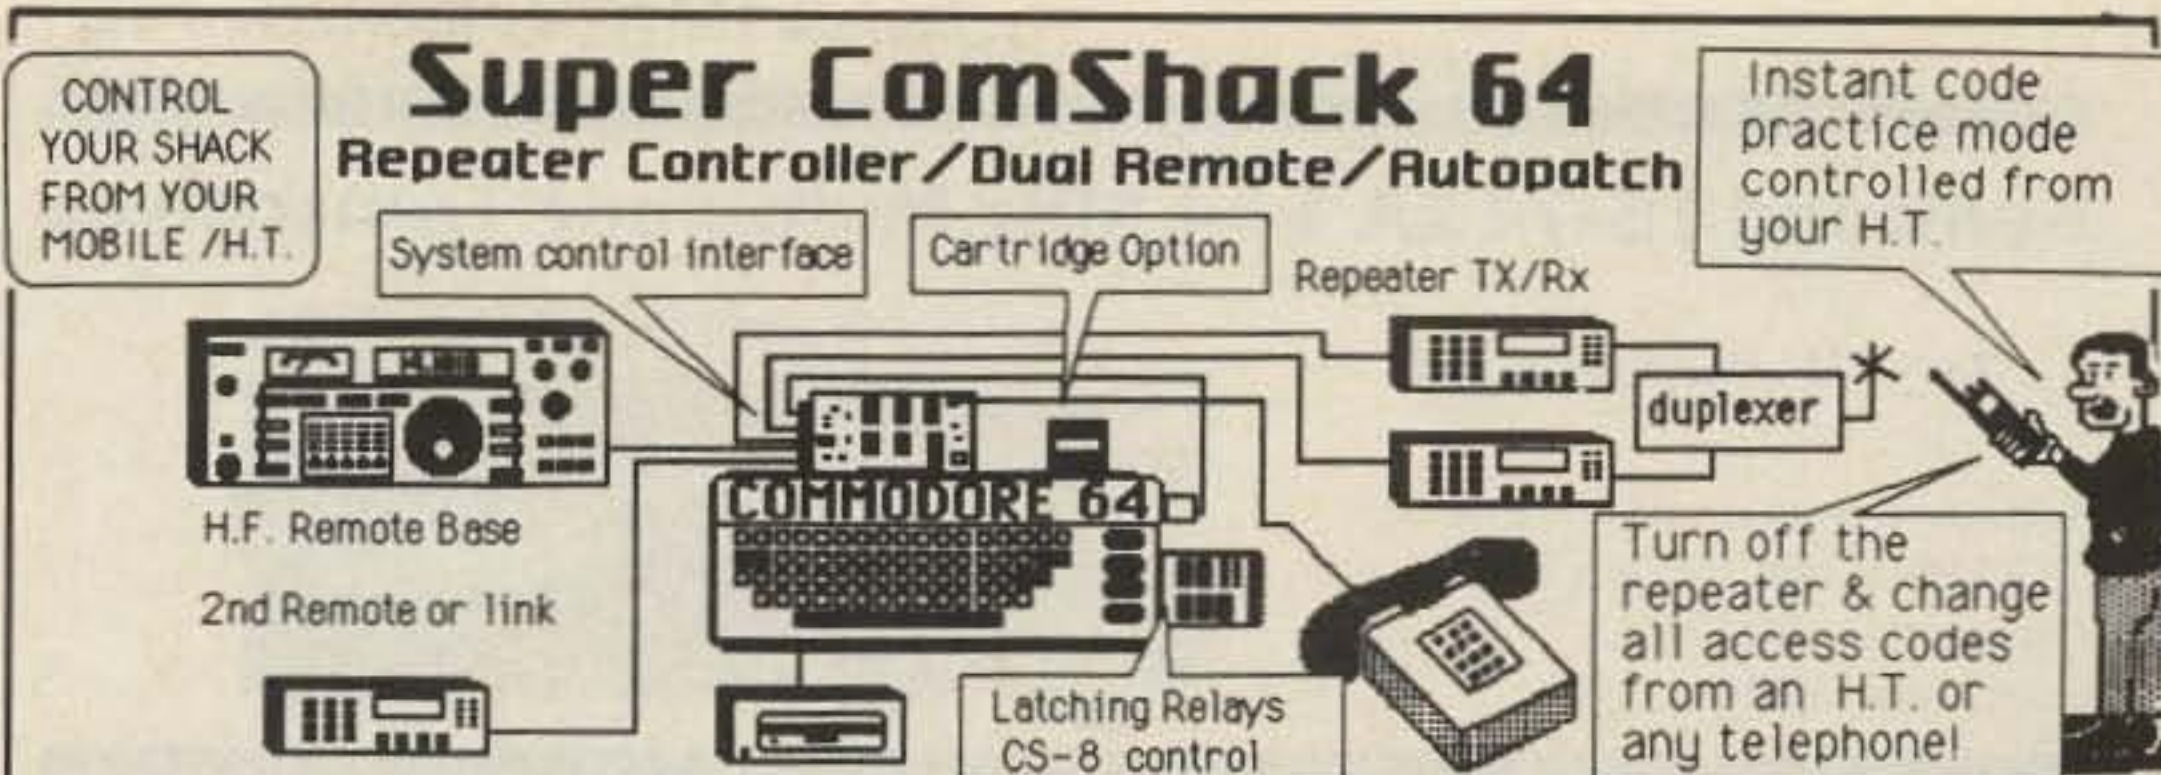 CONTROL
YOUR SHACK
FROM YOUR
MOBILE /H.T.
Super ComShack 64
Repeater Controller/Dual Remote/Autopatch
Instant code
practice mode
controlled from
your H.T.
System control interface
Cartridge Option
Repeater TX/Rx
duplexer
H.F. Remote Base
COMMODORE 64
2nd Remote or link
Latching Relays
CS-8 control
Turn off the
repeater & change
all access codes
from an H.T. or
any telephone!